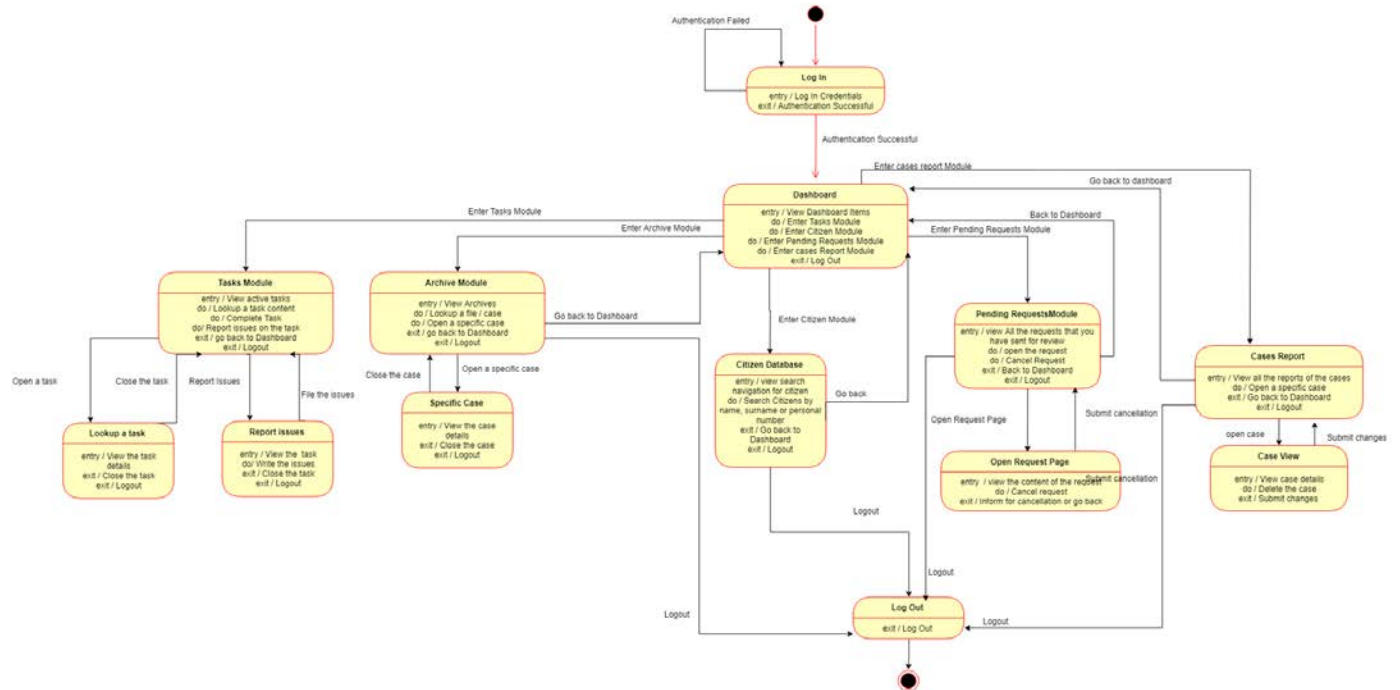 Authentication Failed
Log In
entry / Log In Credentials
exit / Authentication Successful
Authentication Successful
Enter cases report Module
Go back to dashboard
Dashboard
entry / View Dashboard Items
do / Enter Tasks Module
do / Enter Citizen Module
do / Enter Pending Requests Module
do / Enter cases Report Module
exit / Log Out
Enter Tasks Module
Enter Archive Module
Back to Dashboard
Enter Pending Requests Module
Tasks Module
entry / View active tasks
do / Lookup a task content
do / Complete Task
do/ Report issues on the task
exit / go back to Dashboard
exit / Logout
Archive Module
entry / View Archives
do / Lookup a file / case
do / Open a specific case
exit / go back to Dashboard
exit / Logout
Go back to Dashboard
Enter Citizen Module
Pending RequestsModule
entry / view All the requests that you
have sent for review
do / open the request
do / Cancel Request
exit / Back to Dashboard
exit / Logout
Cases Report
entry / View all the reports of the cases
do / Open a specific case
exit / Go back to Dashboard
exit / Logout
Citizen Database
entry / view search
navigation for citizen
do / Search Citizens by
name, surname or personal
number
exit / Go back to
Dashboard
exit / Logout
Go back
Open a task
Close the task
Report Issues
File the issues
Close the case
Open a specific case
Open Request Page
Submit cancellation
open case
Submit changes
Lookup a task
entry / View the task
details
exit / Close the task
exit / Logout
Report issues
entry / View the task
do/ Write the issues
exit / Close the task
exit / Logout
Specific Case
entry / View the case
details
exit / Close the case
exit / Logout
Open Request Page
entry / view the content of the request
do / Cancel request
exit / Inform for cancellation or go back
Submit cancellation
Case View
entry / View case details
do / Delete the case
exit / Submit changes
Logout
Logout
Logout
Logout
Log Out
exit / Log Out